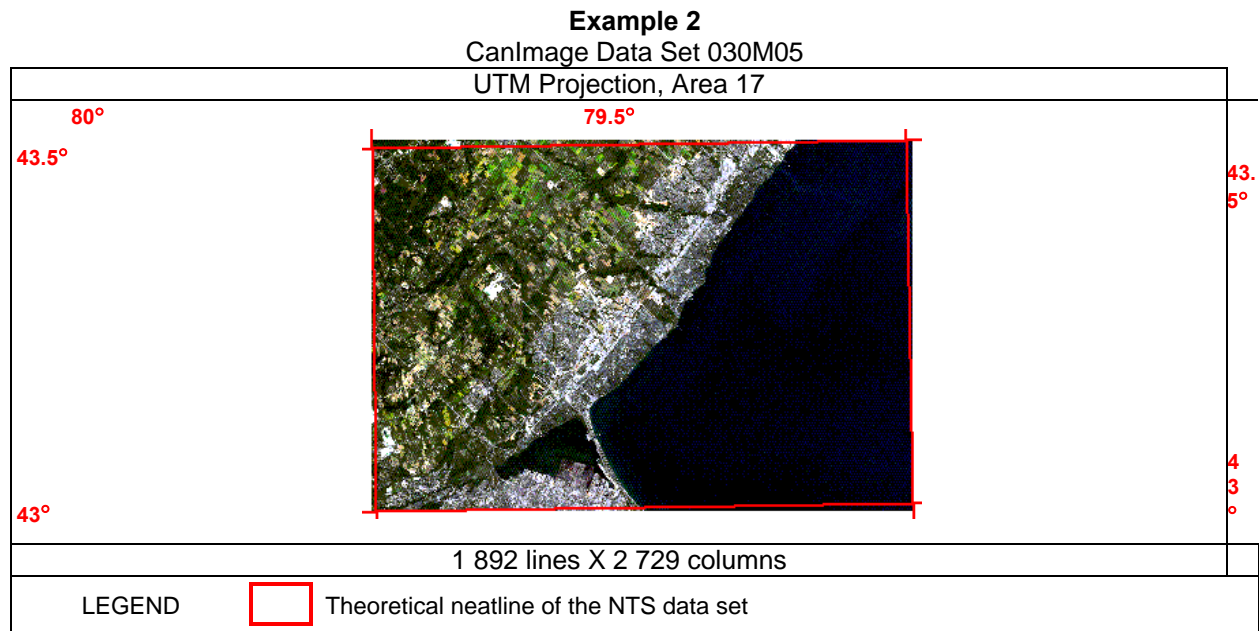 Example 2
CanImage Data Set 030M05
UTM Projection, Area 17
80° 79.5°
43.5°
43.
5°
43°
4
3
°
1 892 lines X 2 729 columns
LEGEND Theoretical neatline of the NTS data set